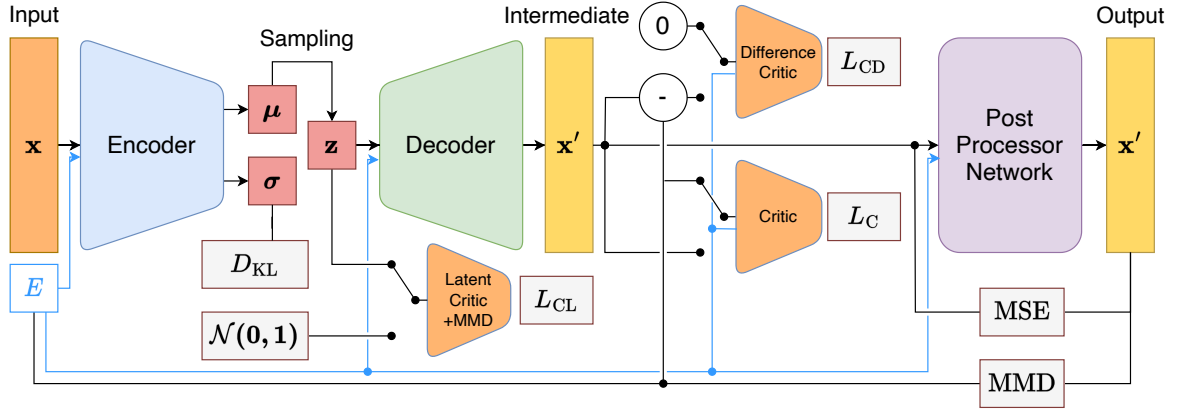 Input
Intermediate
Output
Sampling
0
Difference
Critic
L_CD
μ
-
x
Encoder
z
Decoder
x′
Post
Processor
Network
x′
σ
Critic
L_C
D_KL
E
Latent
Critic
+MMD
L_CL
MSE
𝒩(0, 1)
MMD